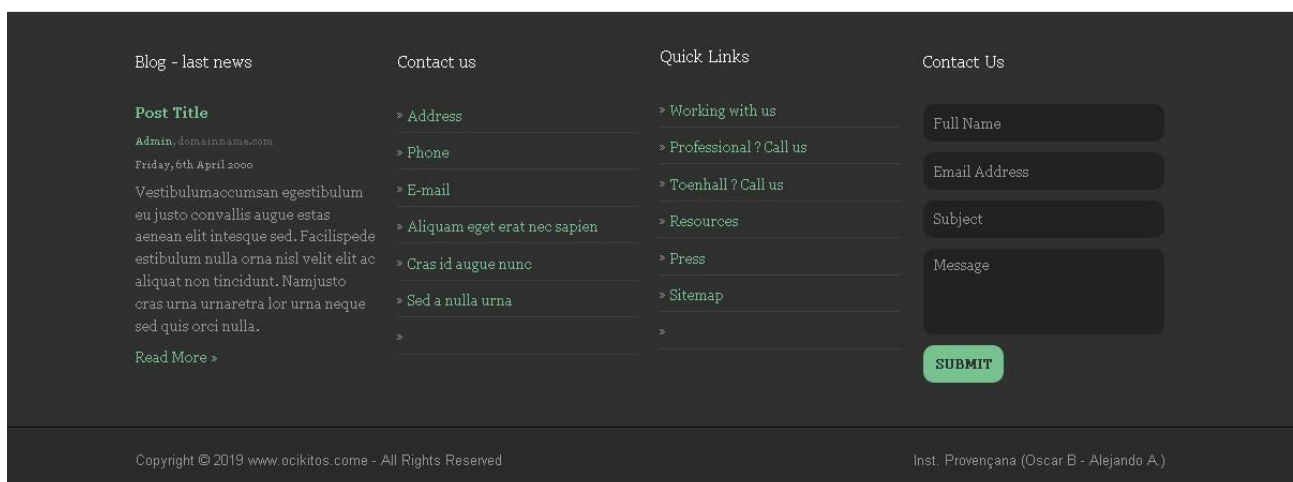 Blog - last news
Post Title
Admin, domainname.com
Friday, 6th April 2000
Vestibulumaccumsan egestibulum
eu justo convallis augue estas
aenean elit intesque sed. Facilispede
estibulum nulla orna nisl velit elit ac
aliquat non tincidunt. Namjusto
cras urna urnaretra lor urna neque
sed quis orci nulla.
Read More »
Contact us
» Address
» Phone
» E-mail
» Aliquam eget erat nec sapien
» Cras id augue nunc
» Sed a nulla urna
»
Quick Links
» Working with us
» Professional ? Call us
» Toenhall ? Call us
» Resources
» Press
» Sitemap
»
Contact Us
Full Name
Email Address
Subject
Message
SUBMIT
Copyright © 2019 www.ocikitos.come - All Rights Reserved
Inst. Provençana (Oscar B - Alejando A.)